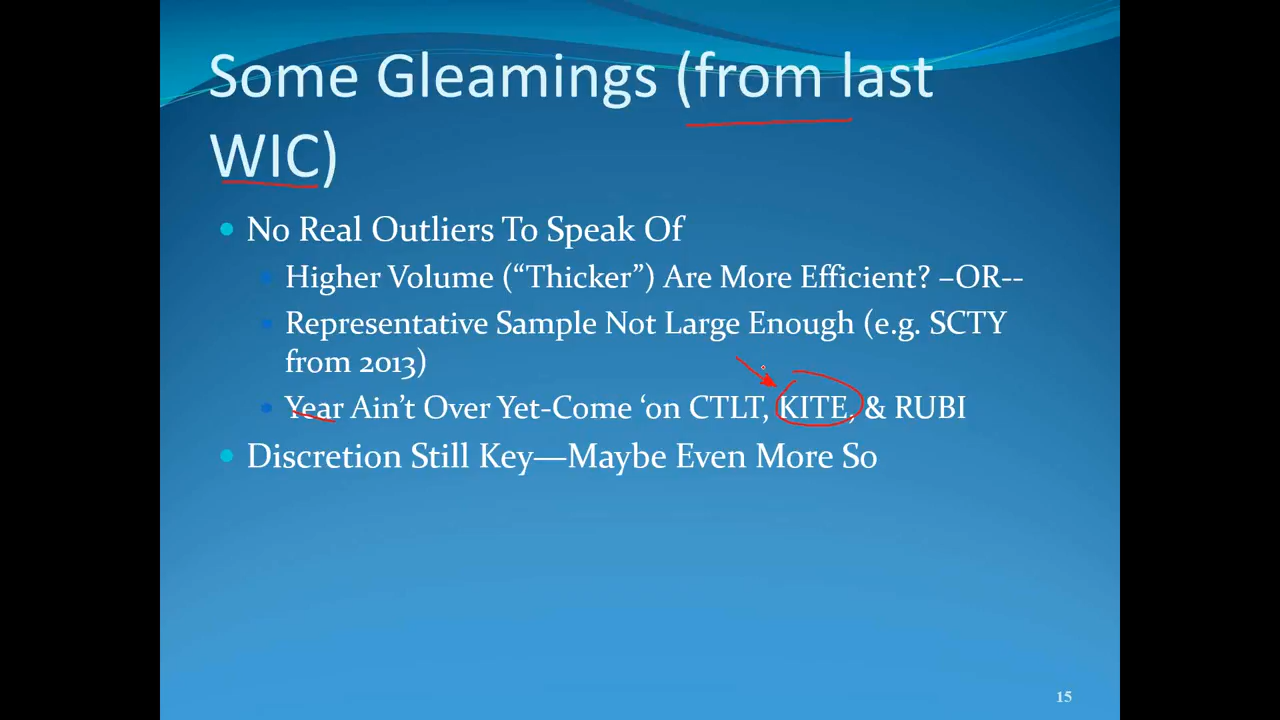 Some Gleamings (from last
WIC)
No Real Outliers To Speak Of
Higher Volume (“Thicker”) Are More Efficient? –OR--
Representative Sample Not Large Enough (e.g. SCTY
from 2013)
Year Ain’t Over Yet-Come ‘on CTLT, KITE, & RUBI
Discretion Still Key—Maybe Even More So
15